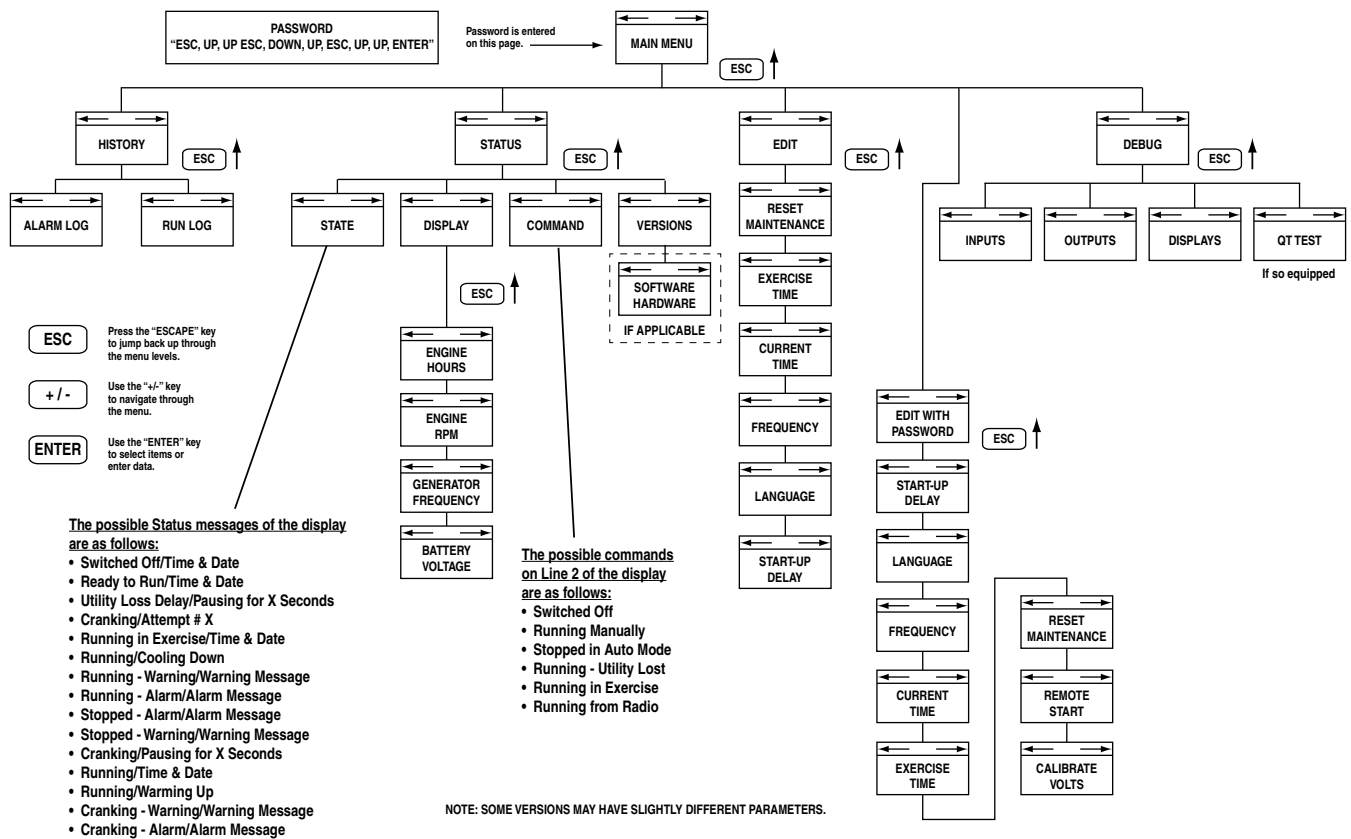 PASSWORD
“ESC, UP, UP ESC, DOWN, UP, ESC, UP, UP, ENTER”
Password is entered
on this page.
MAIN MENU
ESC
HISTORY
ESC
ALARM LOG
RUN LOG
STATUS
ESC
STATE
DISPLAY
COMMAND
VERSIONS
SOFTWARE
HARDWARE
IF APPLICABLE
ESC
ENGINE
HOURS
ENGINE
RPM
GENERATOR
FREQUENCY
BATTERY
VOLTAGE
EDIT
ESC
RESET
MAINTENANCE
EXERCISE
TIME
CURRENT
TIME
FREQUENCY
LANGUAGE
START-UP
DELAY
DEBUG
ESC
INPUTS
OUTPUTS
DISPLAYS
QT TEST
If so equipped
EDIT WITH
PASSWORD
ESC
START-UP
DELAY
LANGUAGE
FREQUENCY
CURRENT
TIME
EXERCISE
TIME
RESET
MAINTENANCE
REMOTE
START
CALIBRATE
VOLTS
ESC
Press the “ESCAPE” key
to jump back up through
the menu levels.
+ / -
Use the “+/-” key
to navigate through
the menu.
ENTER
Use the “ENTER” key
to select items or
enter data.
The possible Status messages of the display
are as follows:
• Switched Off/Time & Date
• Ready to Run/Time & Date
• Utility Loss Delay/Pausing for X Seconds
• Cranking/Attempt # X
• Running in Exercise/Time & Date
• Running/Cooling Down
• Running - Warning/Warning Message
• Running - Alarm/Alarm Message
• Stopped - Alarm/Alarm Message
• Stopped - Warning/Warning Message
• Cranking/Pausing for X Seconds
• Running/Time & Date
• Running/Warming Up
• Cranking - Warning/Warning Message
• Cranking - Alarm/Alarm Message
The possible commands
on Line 2 of the display
are as follows:
• Switched Off
• Running Manually
• Stopped in Auto Mode
• Running - Utility Lost
• Running in Exercise
• Running from Radio
NOTE: SOME VERSIONS MAY HAVE SLIGHTLY DIFFERENT PARAMETERS.